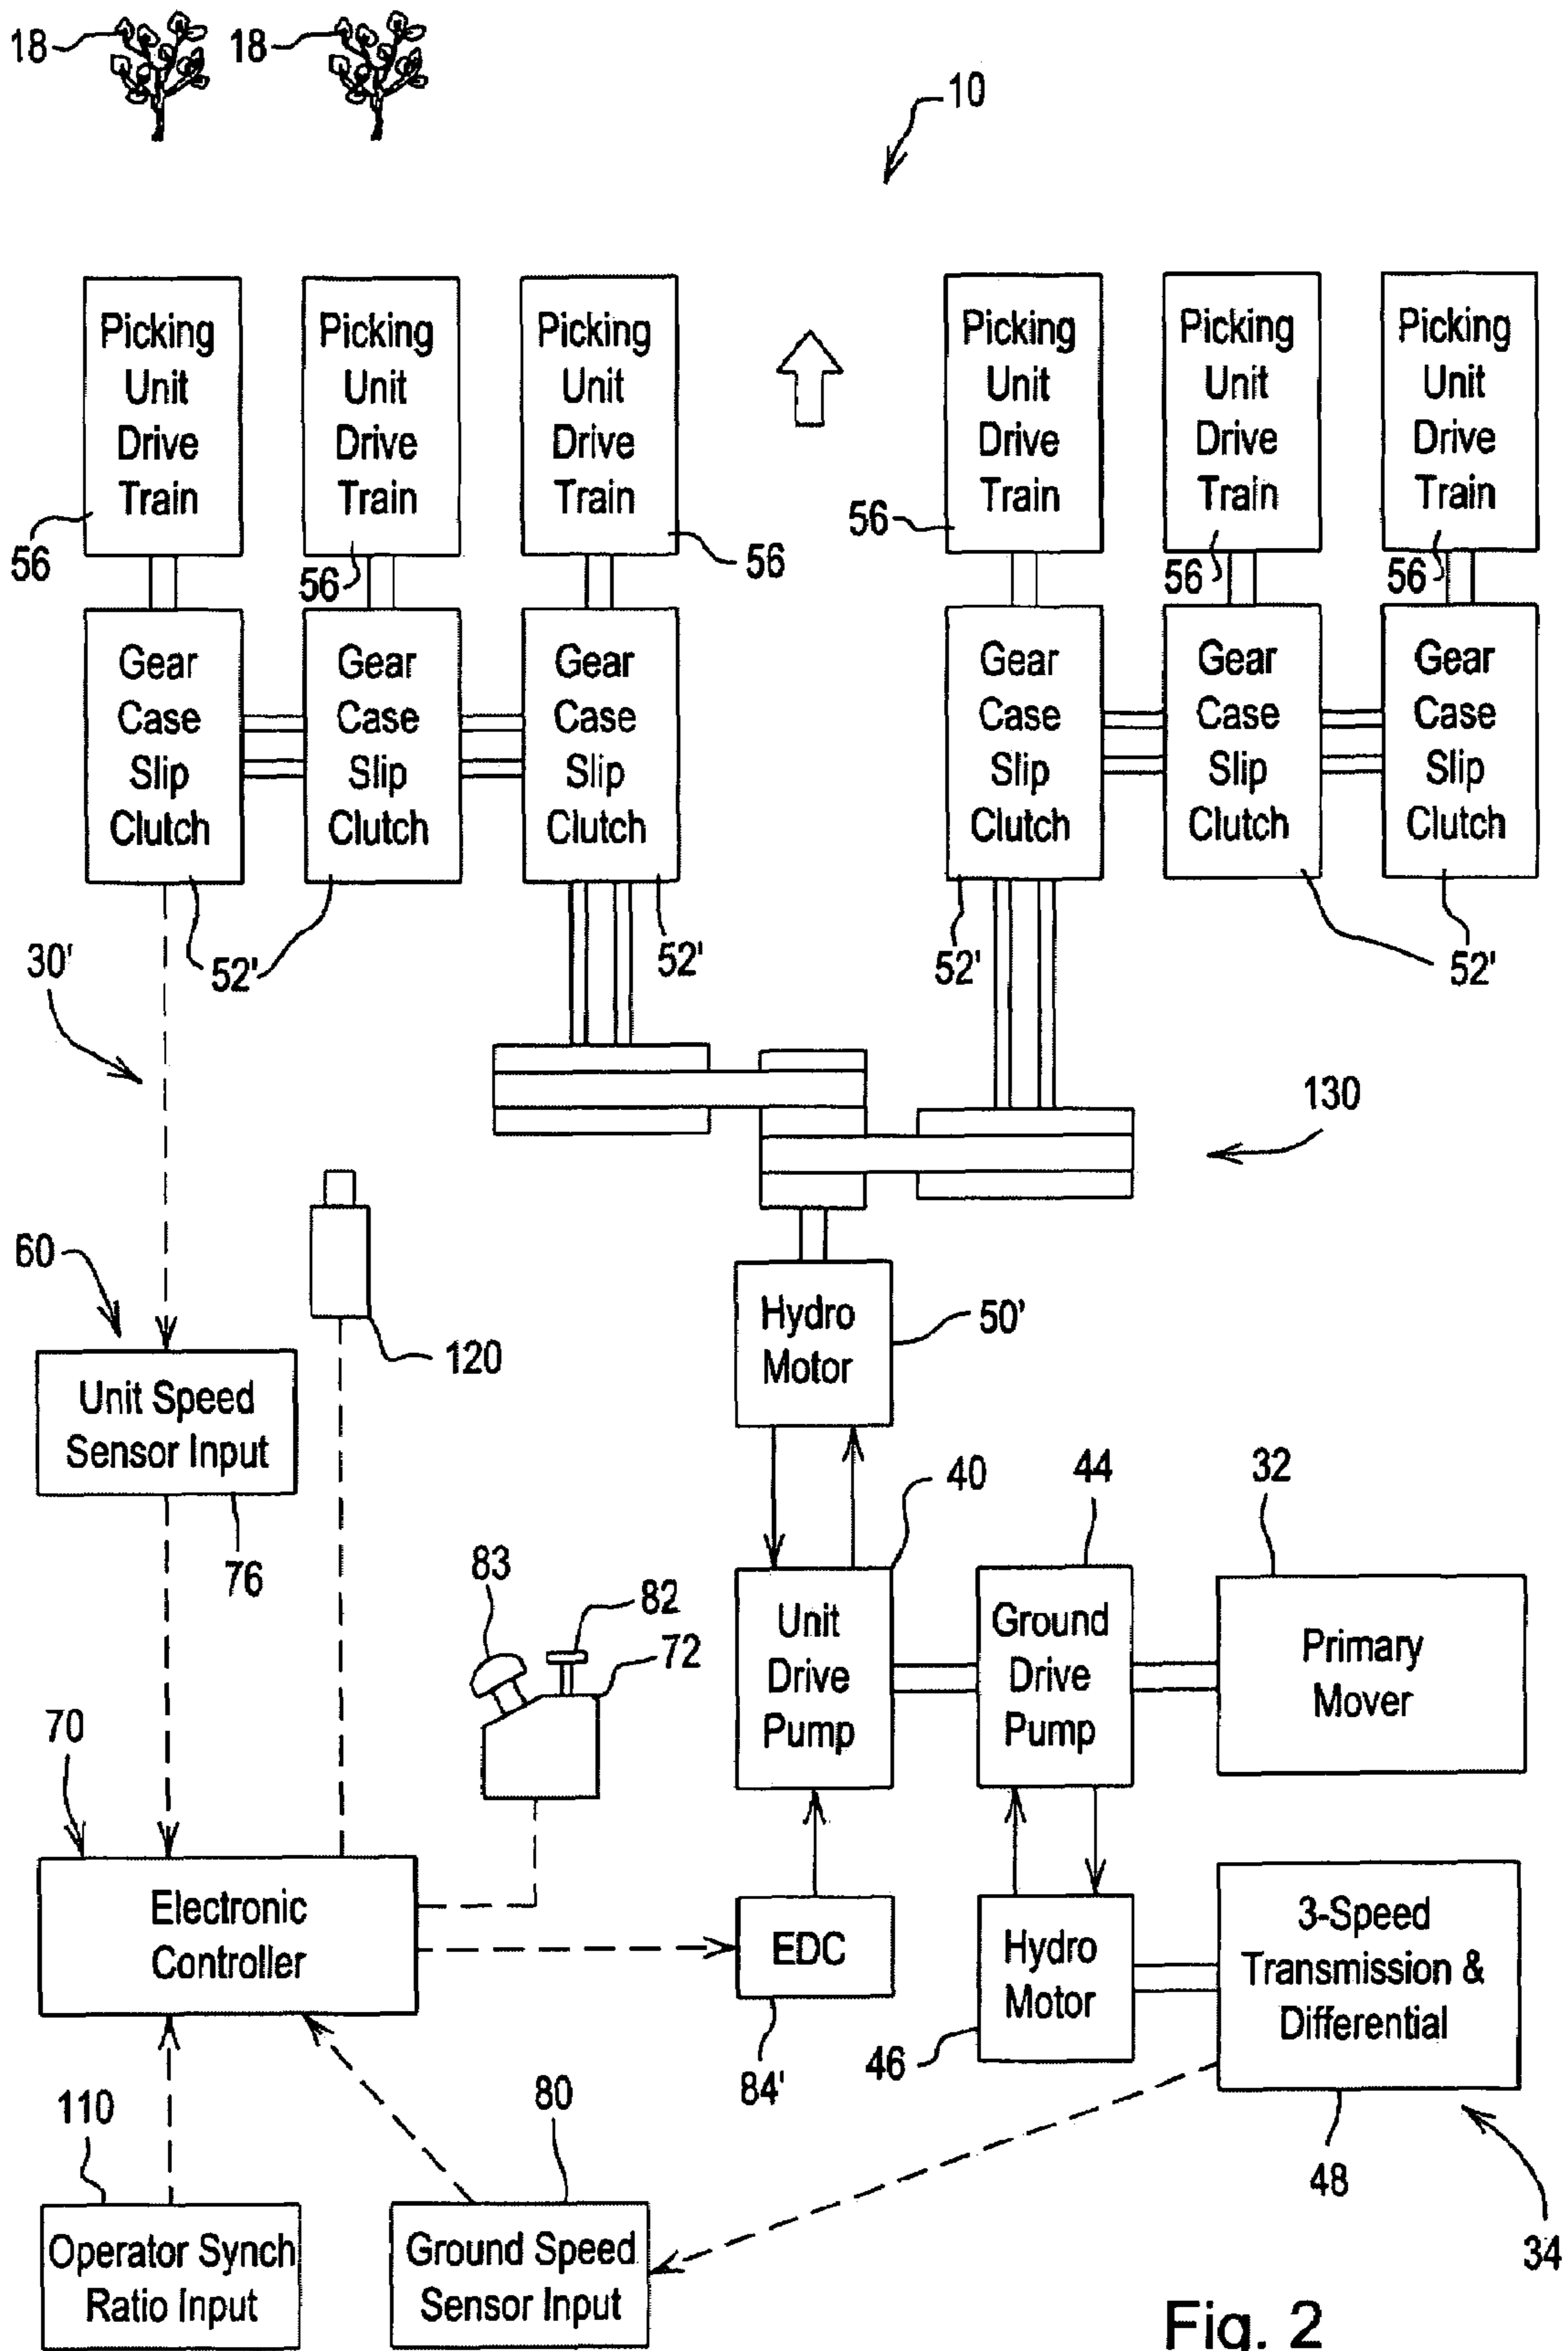 18
18
10
Picking
Unit
Drive
Train
Picking
Unit
Drive
Train
Picking
Unit
Drive
Train
Picking
Unit
Drive
Train
Picking
Unit
Drive
Train
Picking
Unit
Drive
Train
56
56
56
56
56
56
Gear
Case
Slip
Clutch
Gear
Case
Slip
Clutch
Gear
Case
Slip
Clutch
Gear
Case
Slip
Clutch
Gear
Case
Slip
Clutch
Gear
Case
Slip
Clutch
30'
52'
52'
52'
52'
130
60
120
Hydro
Motor
50'
Unit Speed
Sensor Input
76
40
44
32
83
82
72
Unit
Drive
Pump
Ground
Drive
Pump
Primary
Mover
70
Electronic
Controller
EDC
84'
Hydro
Motor
46
3-Speed
Transmission &
Differential
48
34
110
80
Operator Synch
Ratio Input
Ground Speed
Sensor Input
Fig. 2